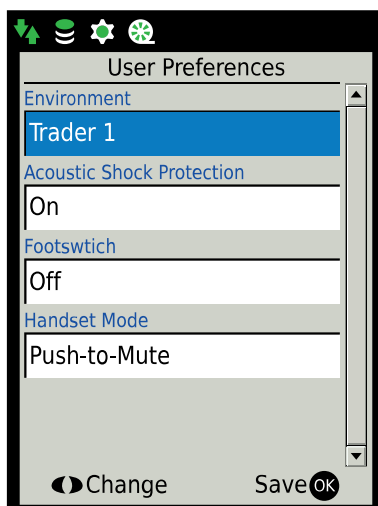 User Preferences
Environment
Trader 1
Acoustic Shock Protection
On
Footswtich
Off
Handset Mode
Push-to-Mute
Change Save OK